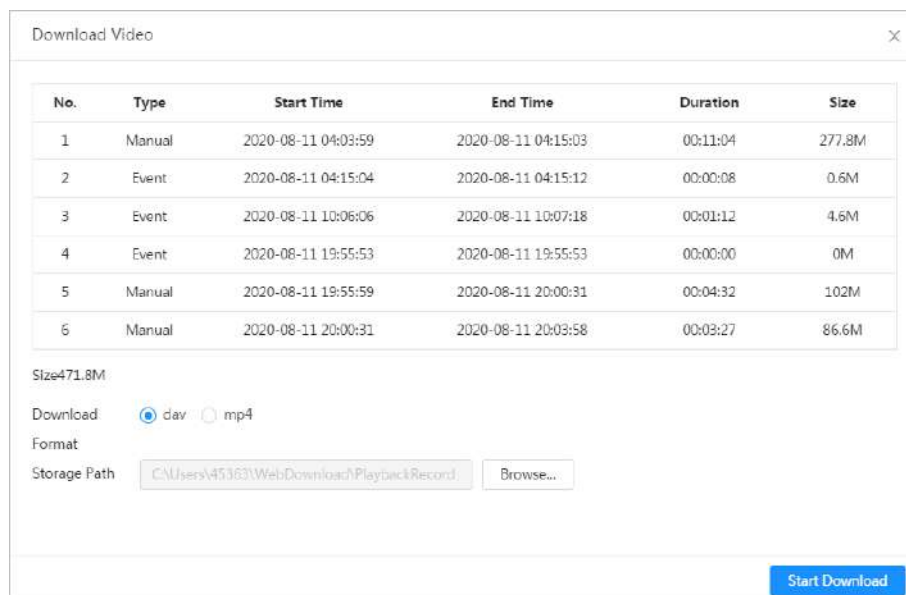 Download Video
No. Type Start Time End Time Duration Size
1 Manual 2020-08-11 04:03:59 2020-08-11 04:15:03 00:11:04 277.8M
2 Event 2020-08-11 04:15:04 2020-08-11 04:15:12 00:00:08 0.6M
3 Event 2020-08-11 10:06:06 2020-08-11 10:07:18 00:01:12 4.6M
4 Event 2020-08-11 19:55:53 2020-08-11 19:55:53 00:00:00 0M
5 Manual 2020-08-11 19:55:59 2020-08-11 20:00:31 00:04:32 102M
6 Manual 2020-08-11 20:00:31 2020-08-11 20:03:58 00:03:27 86.6M
Size471.8M
Download dav mp4
Format
Storage Path C:\Users\45363\WebDownload\PlaybackRecord Browse...
Start Download